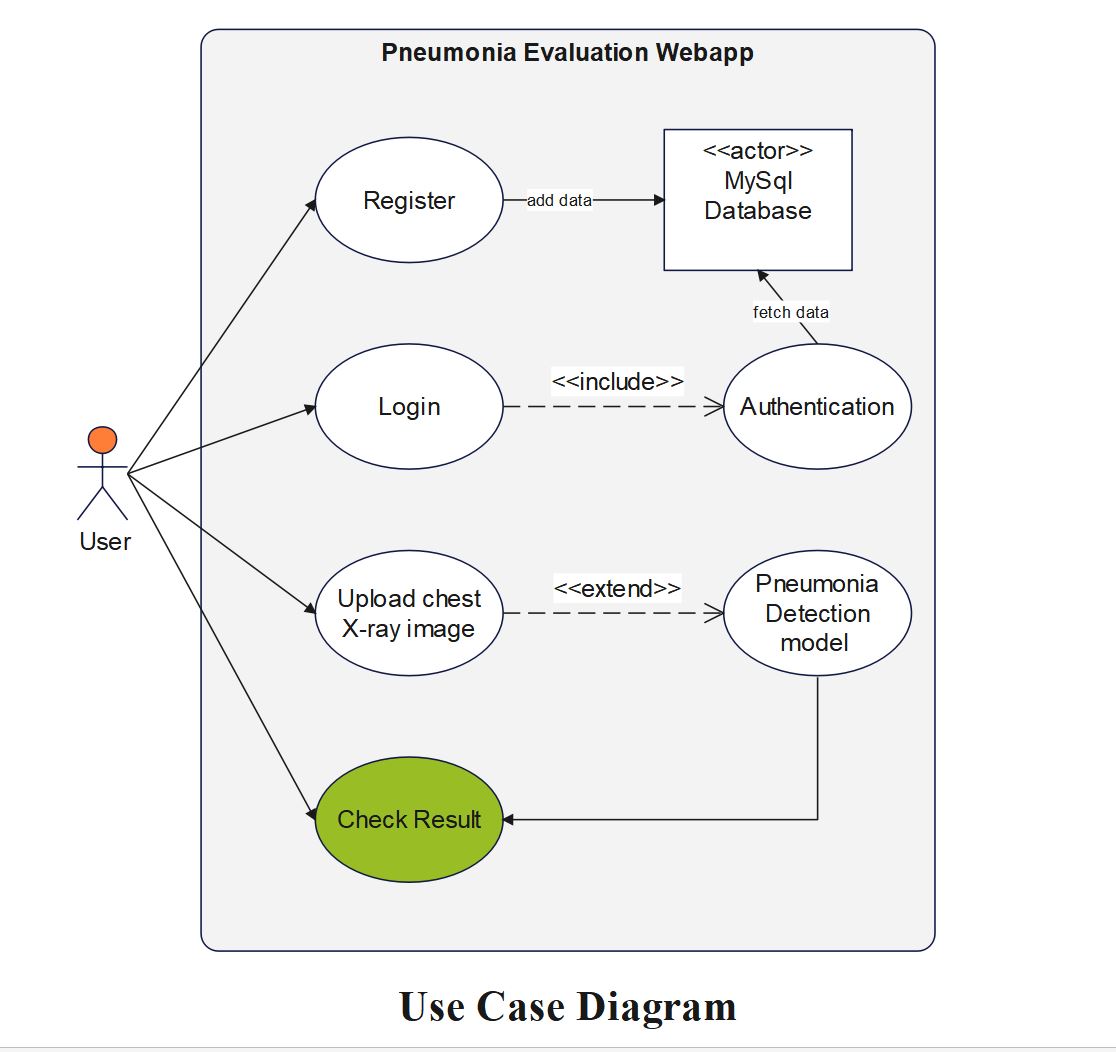 Pneumonia Evaluation Webapp
Register
add data
<<actor>>
MySql
Database
fetch data
Login
<<include>>
Authentication
User
Upload chest
X-ray image
<<extend>>
Pneumonia
Detection
model
Check Result
Use Case Diagram